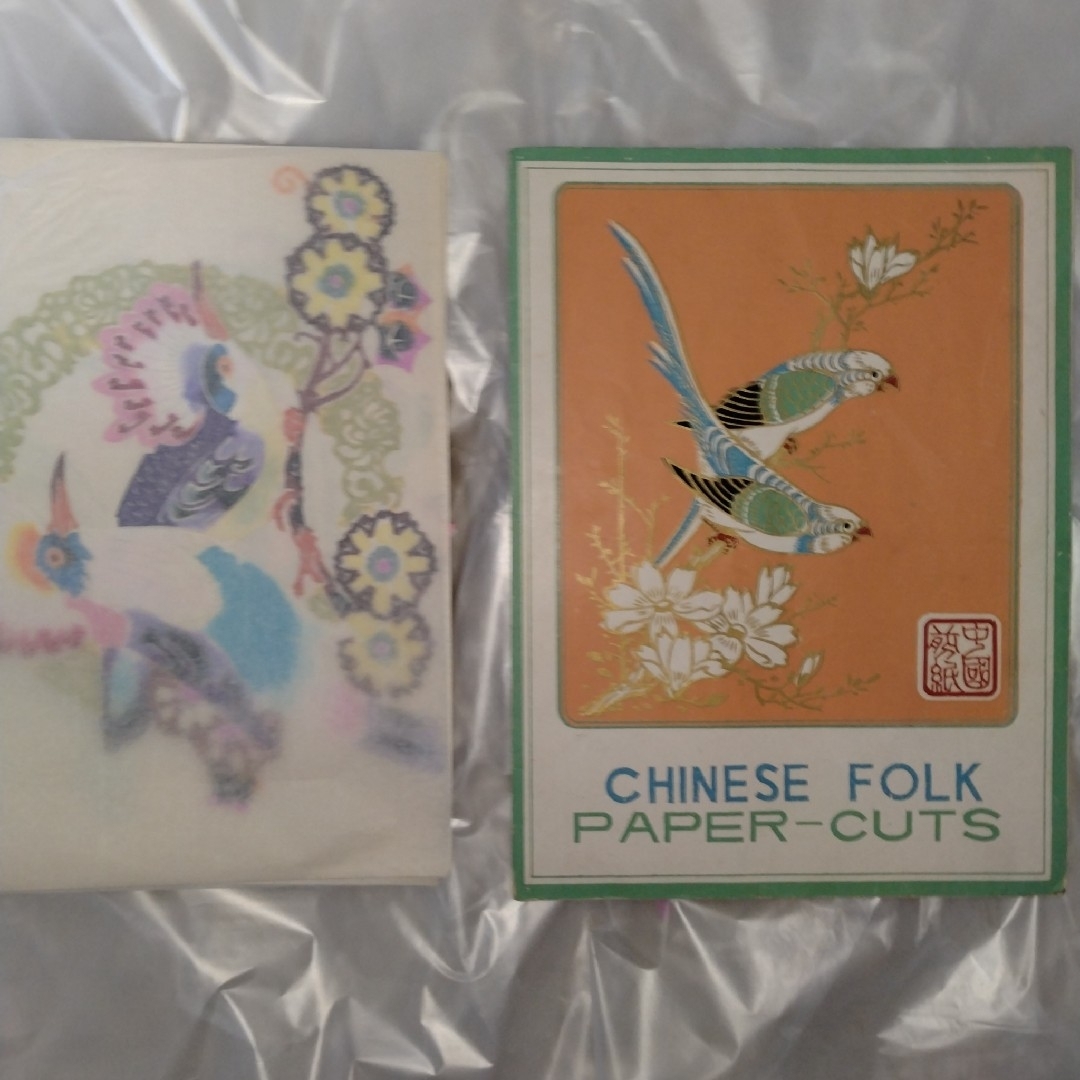 中國
剪紙
CHINESE FOLK
PAPER-CUTS